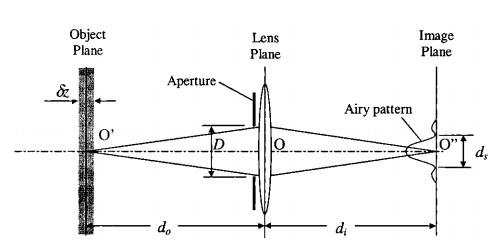 Object
Plane
Lens
Plane
Image
Plane
Aperture
Airy pattern
δz
O'
D
O
O"
ds
do
di